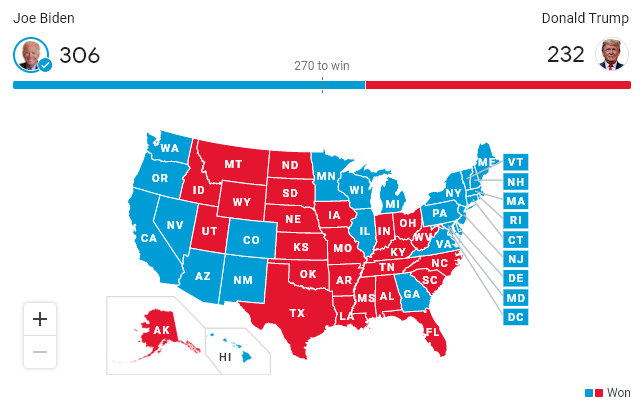 Joe Biden
Donald Trump
306
232
270 to win
WA
ME
VT
MT
ND
MN
OR
ID
SD
WI
NH
WY
MI
NY
MA
IA
PA
RI
NV
UT
NE
IL
IN
OH
CT
CA
CO
KS
MO
WV
VA
KY
NJ
AZ
NM
OK
AR
TN
NC
DE
SC
MS
AL
GA
MD
TX
LA
DC
FL
+
AK
HI
−
Won